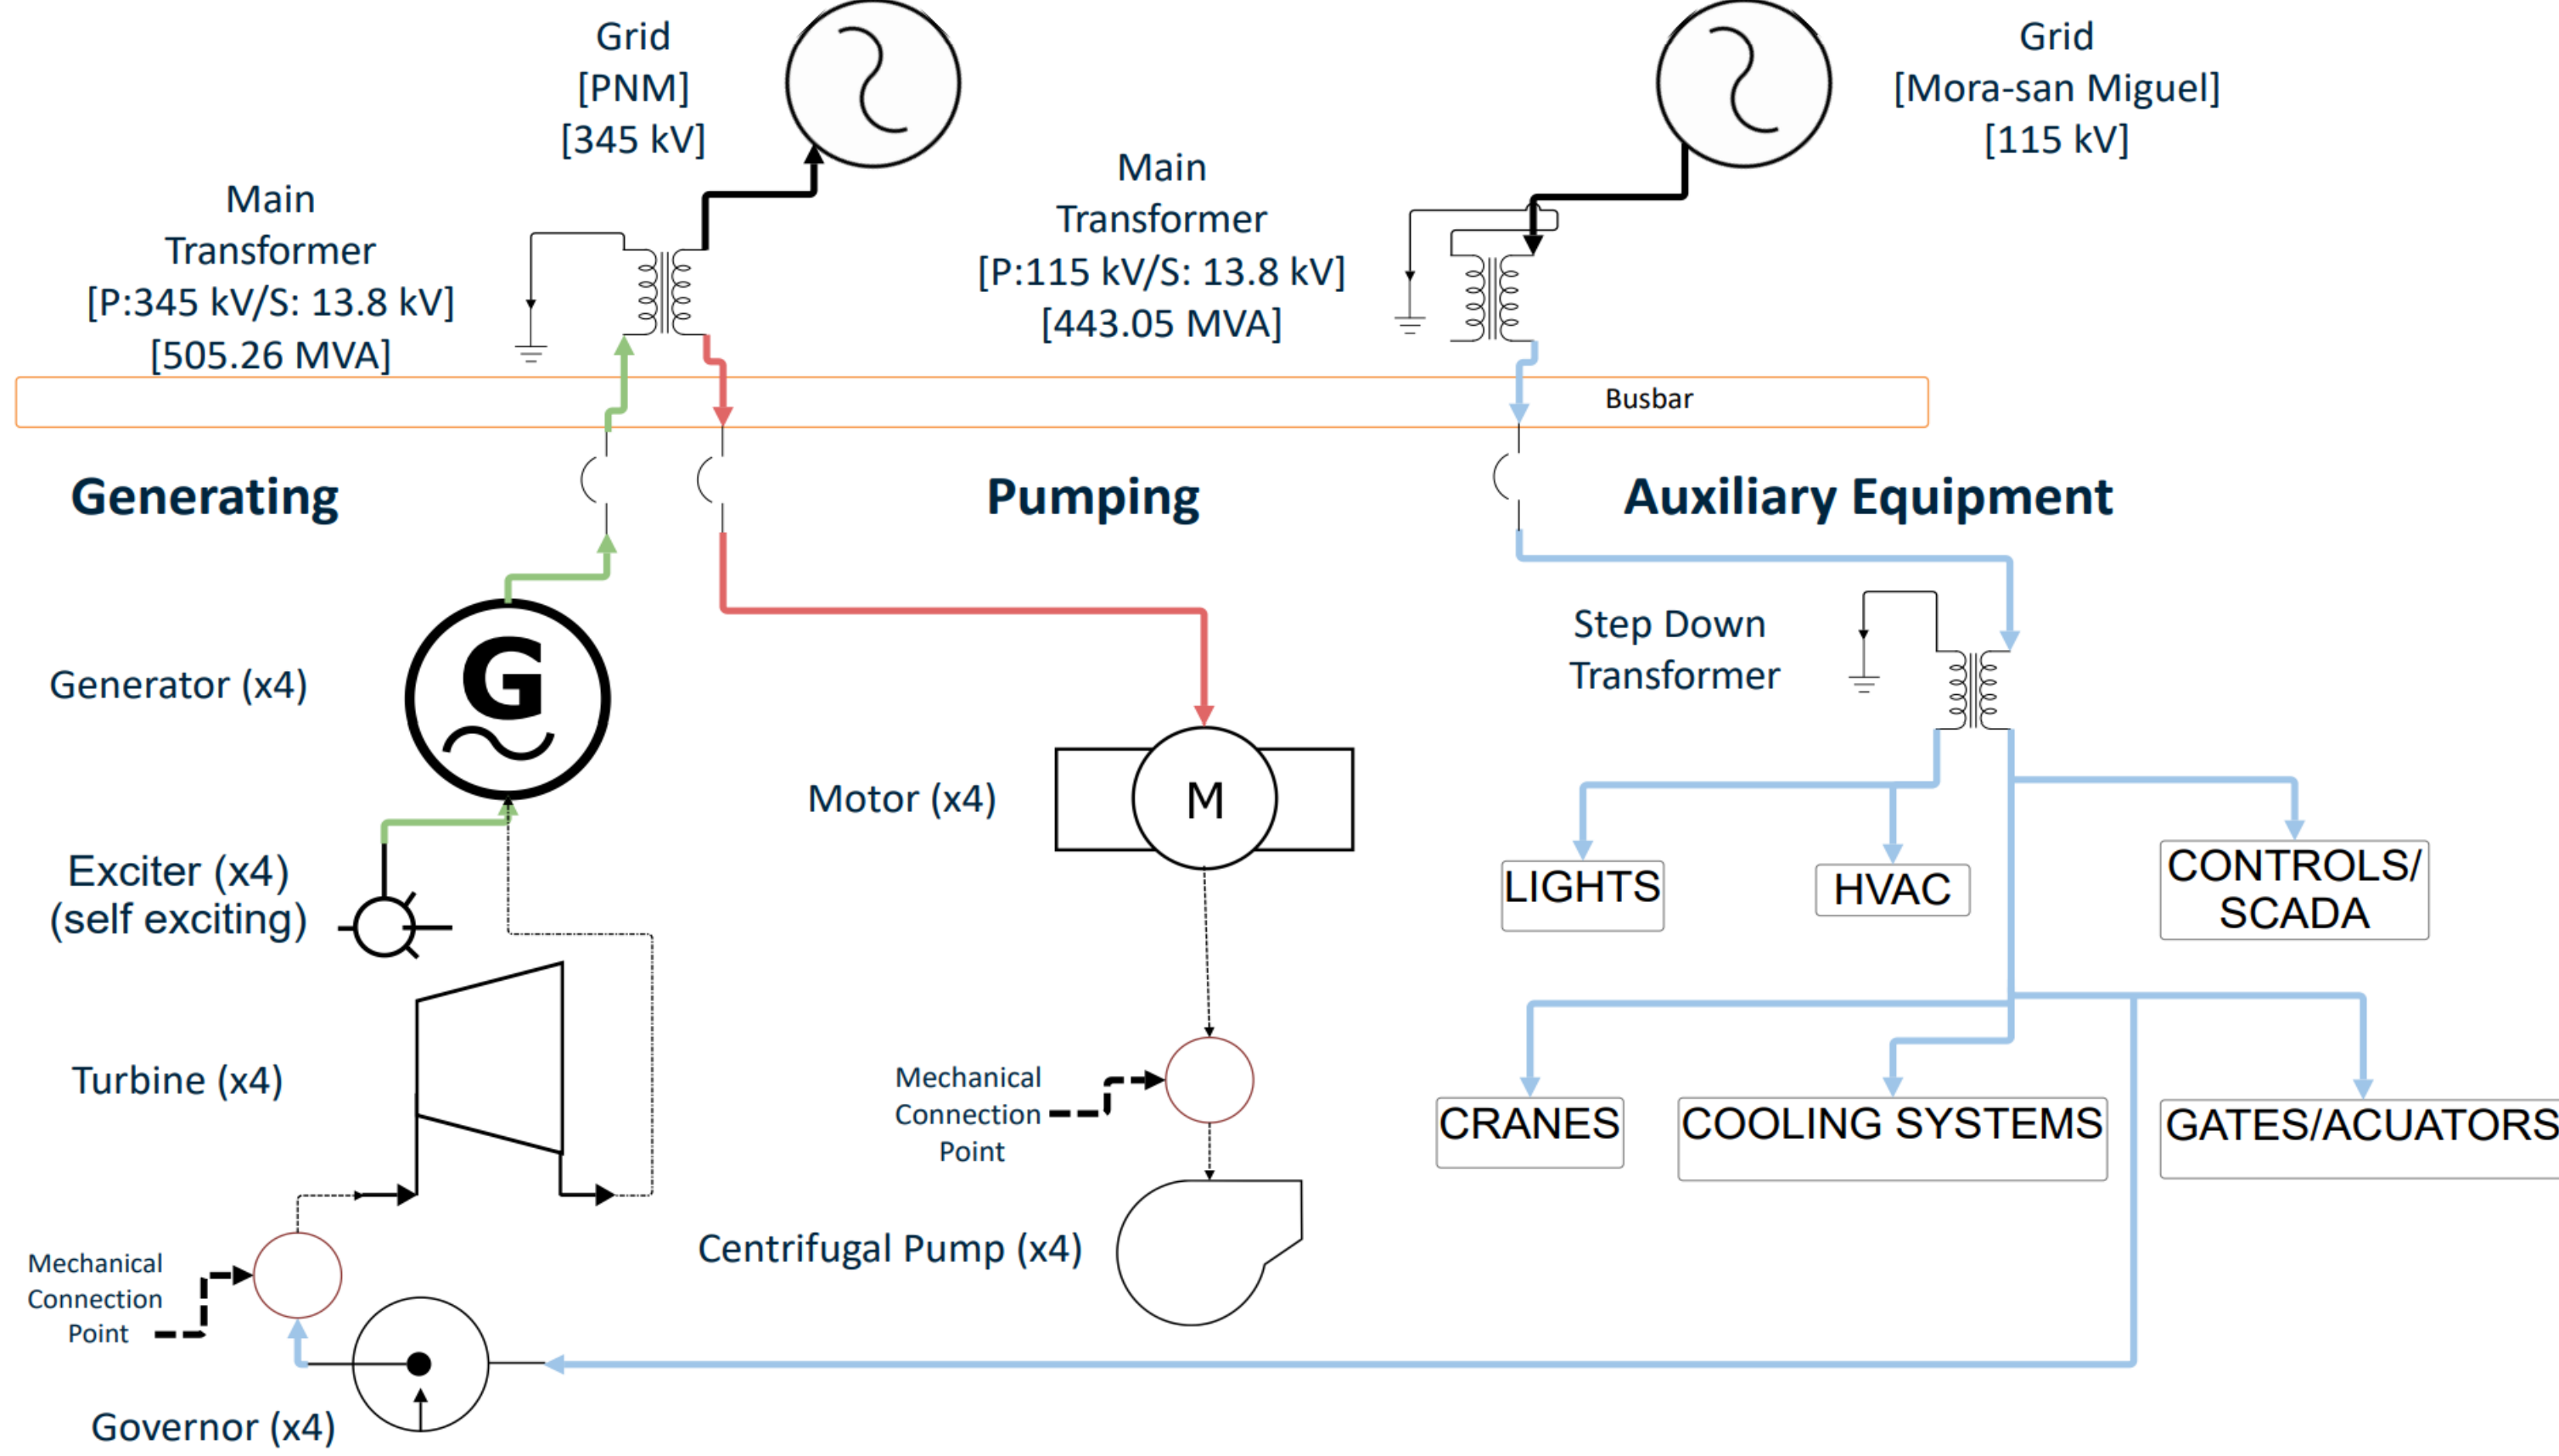 Grid
[PNM]
[345 kV]
Grid
[Mora-san Miguel]
[115 kV]
Main
Transformer
[P:345 kV/S: 13.8 kV]
[505.26 MVA]
Main
Transformer
[P:115 kV/S: 13.8 kV]
[443.05 MVA]
Busbar
Generating
Pumping
Auxiliary Equipment
Generator (x4)
G
Step Down
Transformer
Motor (x4)
M
Exciter (x4)
(self exciting)
LIGHTS
HVAC
CONTROLS/
SCADA
Turbine (x4)
Mechanical
Connection
Point
CRANES
COOLING SYSTEMS
GATES/ACUATORS
Centrifugal Pump (x4)
Mechanical
Connection
Point
Governor (x4)